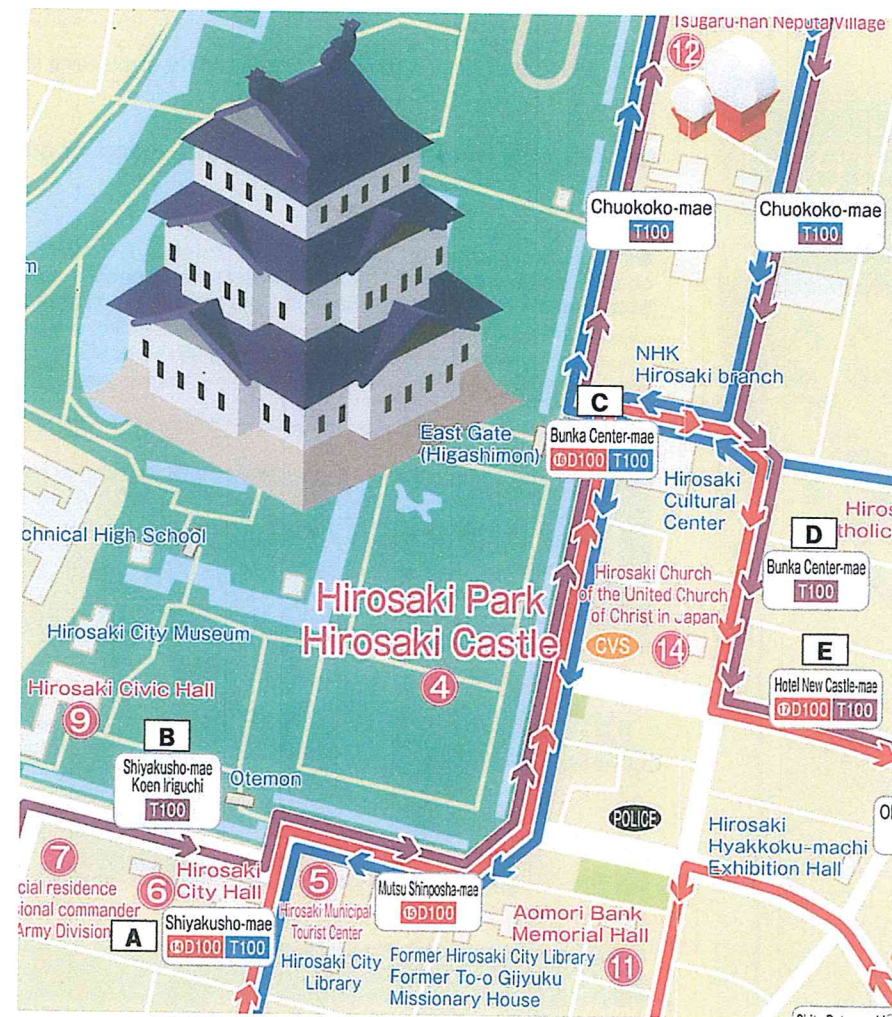 Tsugaru-han Neputa Village
12
Chuokoko-mae
T100
Chuokoko-mae
T100
NHK
Hirosaki branch
C
Bunka Center-mae
16 D100 T100
East Gate
(Higashimon)
Hirosaki
Cultural
Center
D
Bunka Center-mae
T100
chnical High School
Hirosaki Park
Hirosaki Castle
4
Hirosaki Church
of the United Church
of Christ in Japan
CVS
14
E
Hotel New Castle-mae
17 D100 T100
Hirosaki City Museum
Hirosaki Civic Hall
9
B
Shiyakusho-mae
Koen Iriguchi
T100
Otemon
POLICE
Hirosaki
Hyakkoku-machi
Exhibition Hall
7
cial residence
sional commander
Army Division
6
Hirosaki
City Hall
A
Shiyakusho-mae
14 D100 T100
5
Hirosaki Municipal
Tourist Center
Hirosaki City
Library
Mutsu Shinposha-mae
15 D100
Aomori Bank
Memorial Hall
11
Former Hirosaki City Library
Former To-o Gijyuku
Missionary House